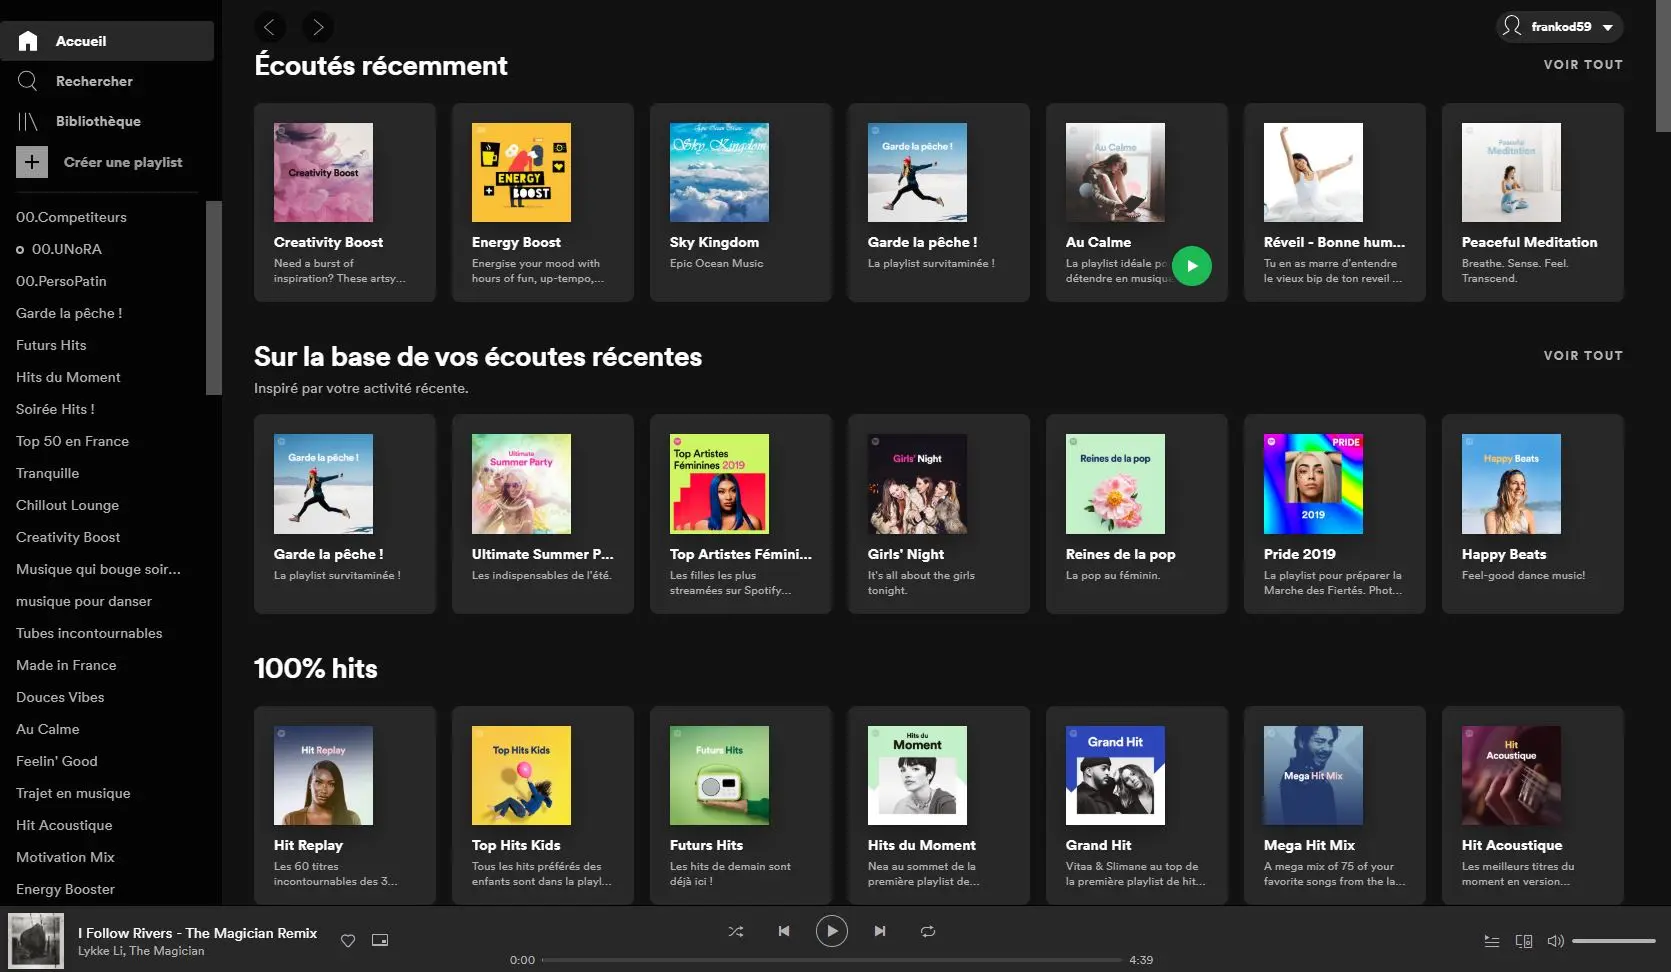 Accueil
Rechercher
Bibliothèque
Créer une playlist
00.Competiteurs
00.UNoRA
00.PersoPatin
Garde la pêche !
Futurs Hits
Hits du Moment
Soirée Hits !
Top 50 en France
Tranquille
Chillout Lounge
Creativity Boost
Musique qui bouge soir...
musique pour danser
Tubes incontournables
Made in France
Douces Vibes
Au Calme
Feelin' Good
Trajet en musique
Hit Acoustique
Motivation Mix
Energy Booster
frankod59
Écoutés récemment
VOIR TOUT
Creativity Boost
Creativity Boost
Need a burst of
inspiration? These artsy...
ENERGY
BOOST
Energy Boost
Energise your mood with
hours of fun, up-tempo,...
Epic Ocean Music
Sky Kingdom
Sky Kingdom
Epic Ocean Music
Garde la pêche !
Garde la pêche !
La playlist survitaminée !
Au Calme
Au Calme
La playlist idéale
détendre en musique
Réveil - Bonne hum...
Tu en as marre d'entendre
le vieux bip de ton reveil ...
Peaceful
Meditation
Peaceful Meditation
Breathe. Sense. Feel.
Transcend.
Sur la base de vos écoutes récentes
VOIR TOUT
Inspiré par votre activité récente.
Garde la pêche !
Garde la pêche !
La playlist survitaminée !
Ultimate
Summer Party
Ultimate Summer P...
Les indispensables de l'été.
Top Artistes
Féminines 2019
Top Artistes Fémini...
Les filles les plus
streamées sur Spotify...
Girls' Night
Girls' Night
It's all about the girls
tonight.
Reines de la pop
Reines de la pop
La pop au féminin.
PRIDE
2019
Pride 2019
La playlist pour préparer la
Marche des Fiertés. Phot...
Happy Beats
Happy Beats
Feel-good dance music!
100% hits
Hit Replay
Hit Replay
Les 60 titres
incontournables des 3...
Top Hits Kids
Top Hits Kids
Tous les hits préférés des
enfants sont dans la playl...
Futurs Hits
Futurs Hits
Les hits de demain sont
déjà ici !
Hits du
Moment
Hits du Moment
Nea au sommet de la
première playlist de...
Grand Hit
Grand Hit
Vitaa & Slimane au top de
la première playlist de hit...
Mega Hit Mix
Mega Hit Mix
A mega mix of 75 of your
favorite songs from the la...
Hit
Acoustique
Hit Acoustique
Les meilleurs titres du
moment en version...
I Follow Rivers - The Magician Remix
Lykke Li, The Magician
0:00
4:39